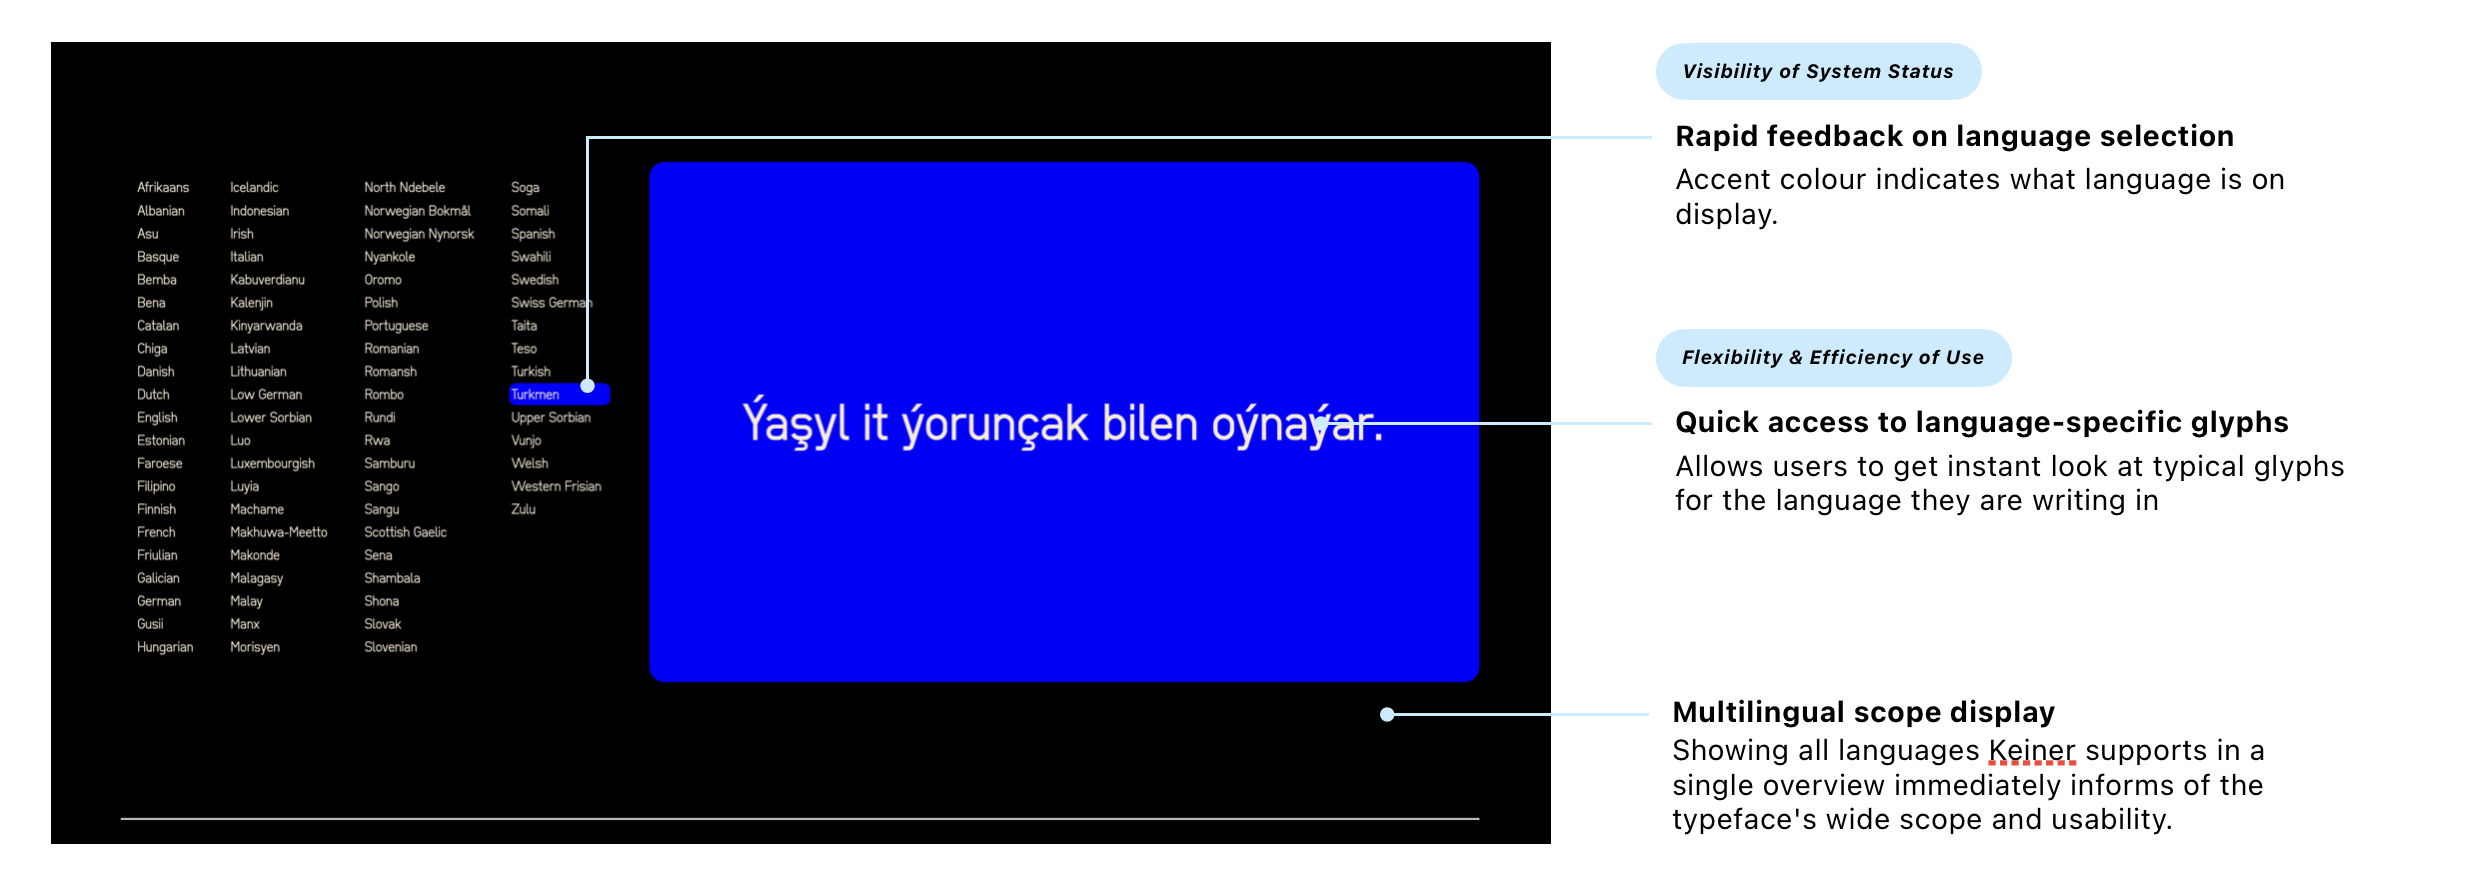 Afrikaans
Albanian
Asu
Basque
Bemba
Bena
Catalan
Chiga
Danish
Dutch
English
Estonian
Faroese
Filipino
Finnish
French
Friulian
Galician
German
Gusii
Hungarian
Icelandic
Indonesian
Irish
Italian
Kabuverdianu
Kalenjin
Kinyarwanda
Latvian
Lithuanian
Low German
Lower Sorbian
Luo
Luxembourgish
Luyia
Machame
Makhuwa-Meetto
Makonde
Malagasy
Malay
Manx
Morisyen
North Ndebele
Norwegian Bokmål
Norwegian Nynorsk
Nyankole
Oromo
Polish
Portuguese
Romanian
Romansh
Rombo
Rundi
Rwa
Samburu
Sango
Sangu
Scottish Gaelic
Sena
Shambala
Shona
Slovak
Slovenian
Soga
Somali
Spanish
Swahili
Swedish
Swiss German
Taita
Teso
Turkish
Turkmen
Upper Sorbian
Vunjo
Welsh
Western Frisian
Zulu
Ýaşyl it ýorunçak bilen oýnaýar.
Visibility of System Status
Rapid feedback on language selection
Accent colour indicates what language is on
display.
Flexibility & Efficiency of Use
Quick access to language-specific glyphs
Allows users to get instant look at typical glyphs
for the language they are writing in
Multilingual scope display
Showing all languages Keiner supports in a
single overview immediately informs of the
typeface's wide scope and usability.